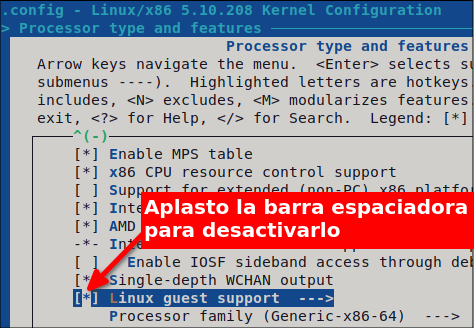 .config - Linux/x86 5.10.208 Kernel Configuration
> Processor type and features
Processor type and features
Arrow keys navigate the menu.  <Enter> selects su
submenus ----).  Highlighted letters are hotkeys.
includes, <N> excludes, <M> modularizes features.
exit, <?> for Help, </> for Search.  Legend: [*]
^(-)
[*] Enable MPS table
[*] x86 CPU resource control support
[ ] Support for extended (non-PC) x86 platfo
[*] Inte
[*] AMD
-*- Inte
[ ]   Enable IOSF sideband access through deb
[*] Single-depth WCHAN output
[*] Linux guest support  --->
Processor family (Generic-x86-64)  --->
Aplasto la barra espaciadora
para desactivarlo